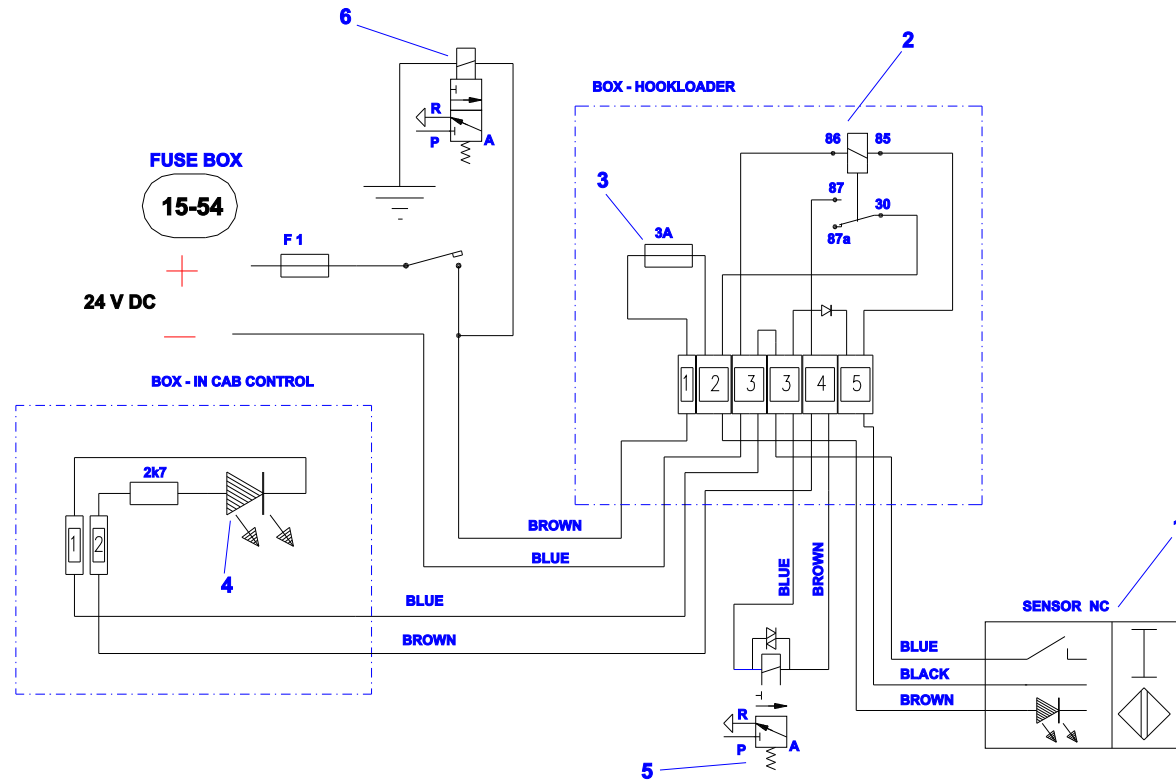 6
2
BOX - HOOKLOADER
R
P
A
86
85
FUSE BOX
15-54
3
87
30
87a
3A
F 1
24 V DC
BOX - IN CAB CONTROL
1
2
3
3
4
5
2k7
1
2
4
BROWN
BLUE
BLUE
BROWN
BLUE
BROWN
1
SENSOR NC
BLUE
BLACK
BROWN
R
P
A
5